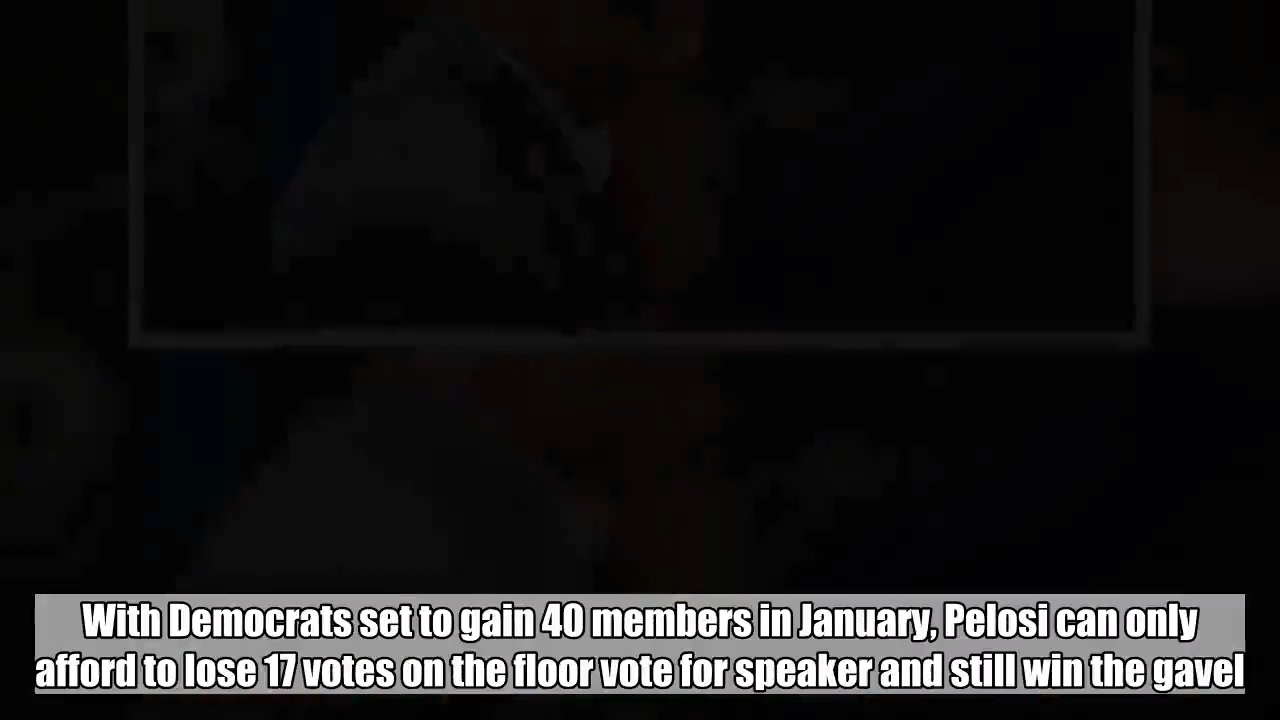 With Democrats set to gain 40 members in January, Pelosi can only
afford to lose 17 votes on the floor vote for speaker and still win the gavel